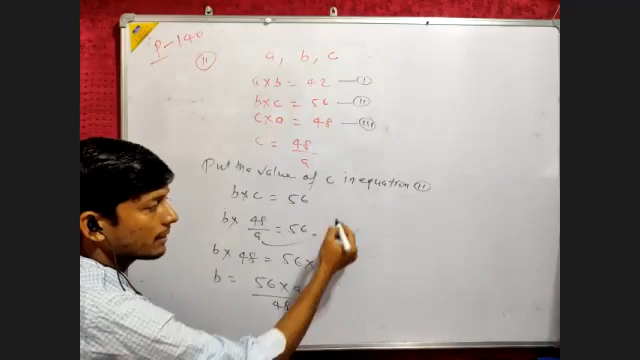 P-140
(11) a, b, c
a×b = 42 — (I)
b×c = 56 — (II)
c×a = 48 — (III)
c = 48/a
Put the value of c in equation (II)
b×c = 56
b× 48/a = 56
b× 48 = 56×
b = 56×a/48